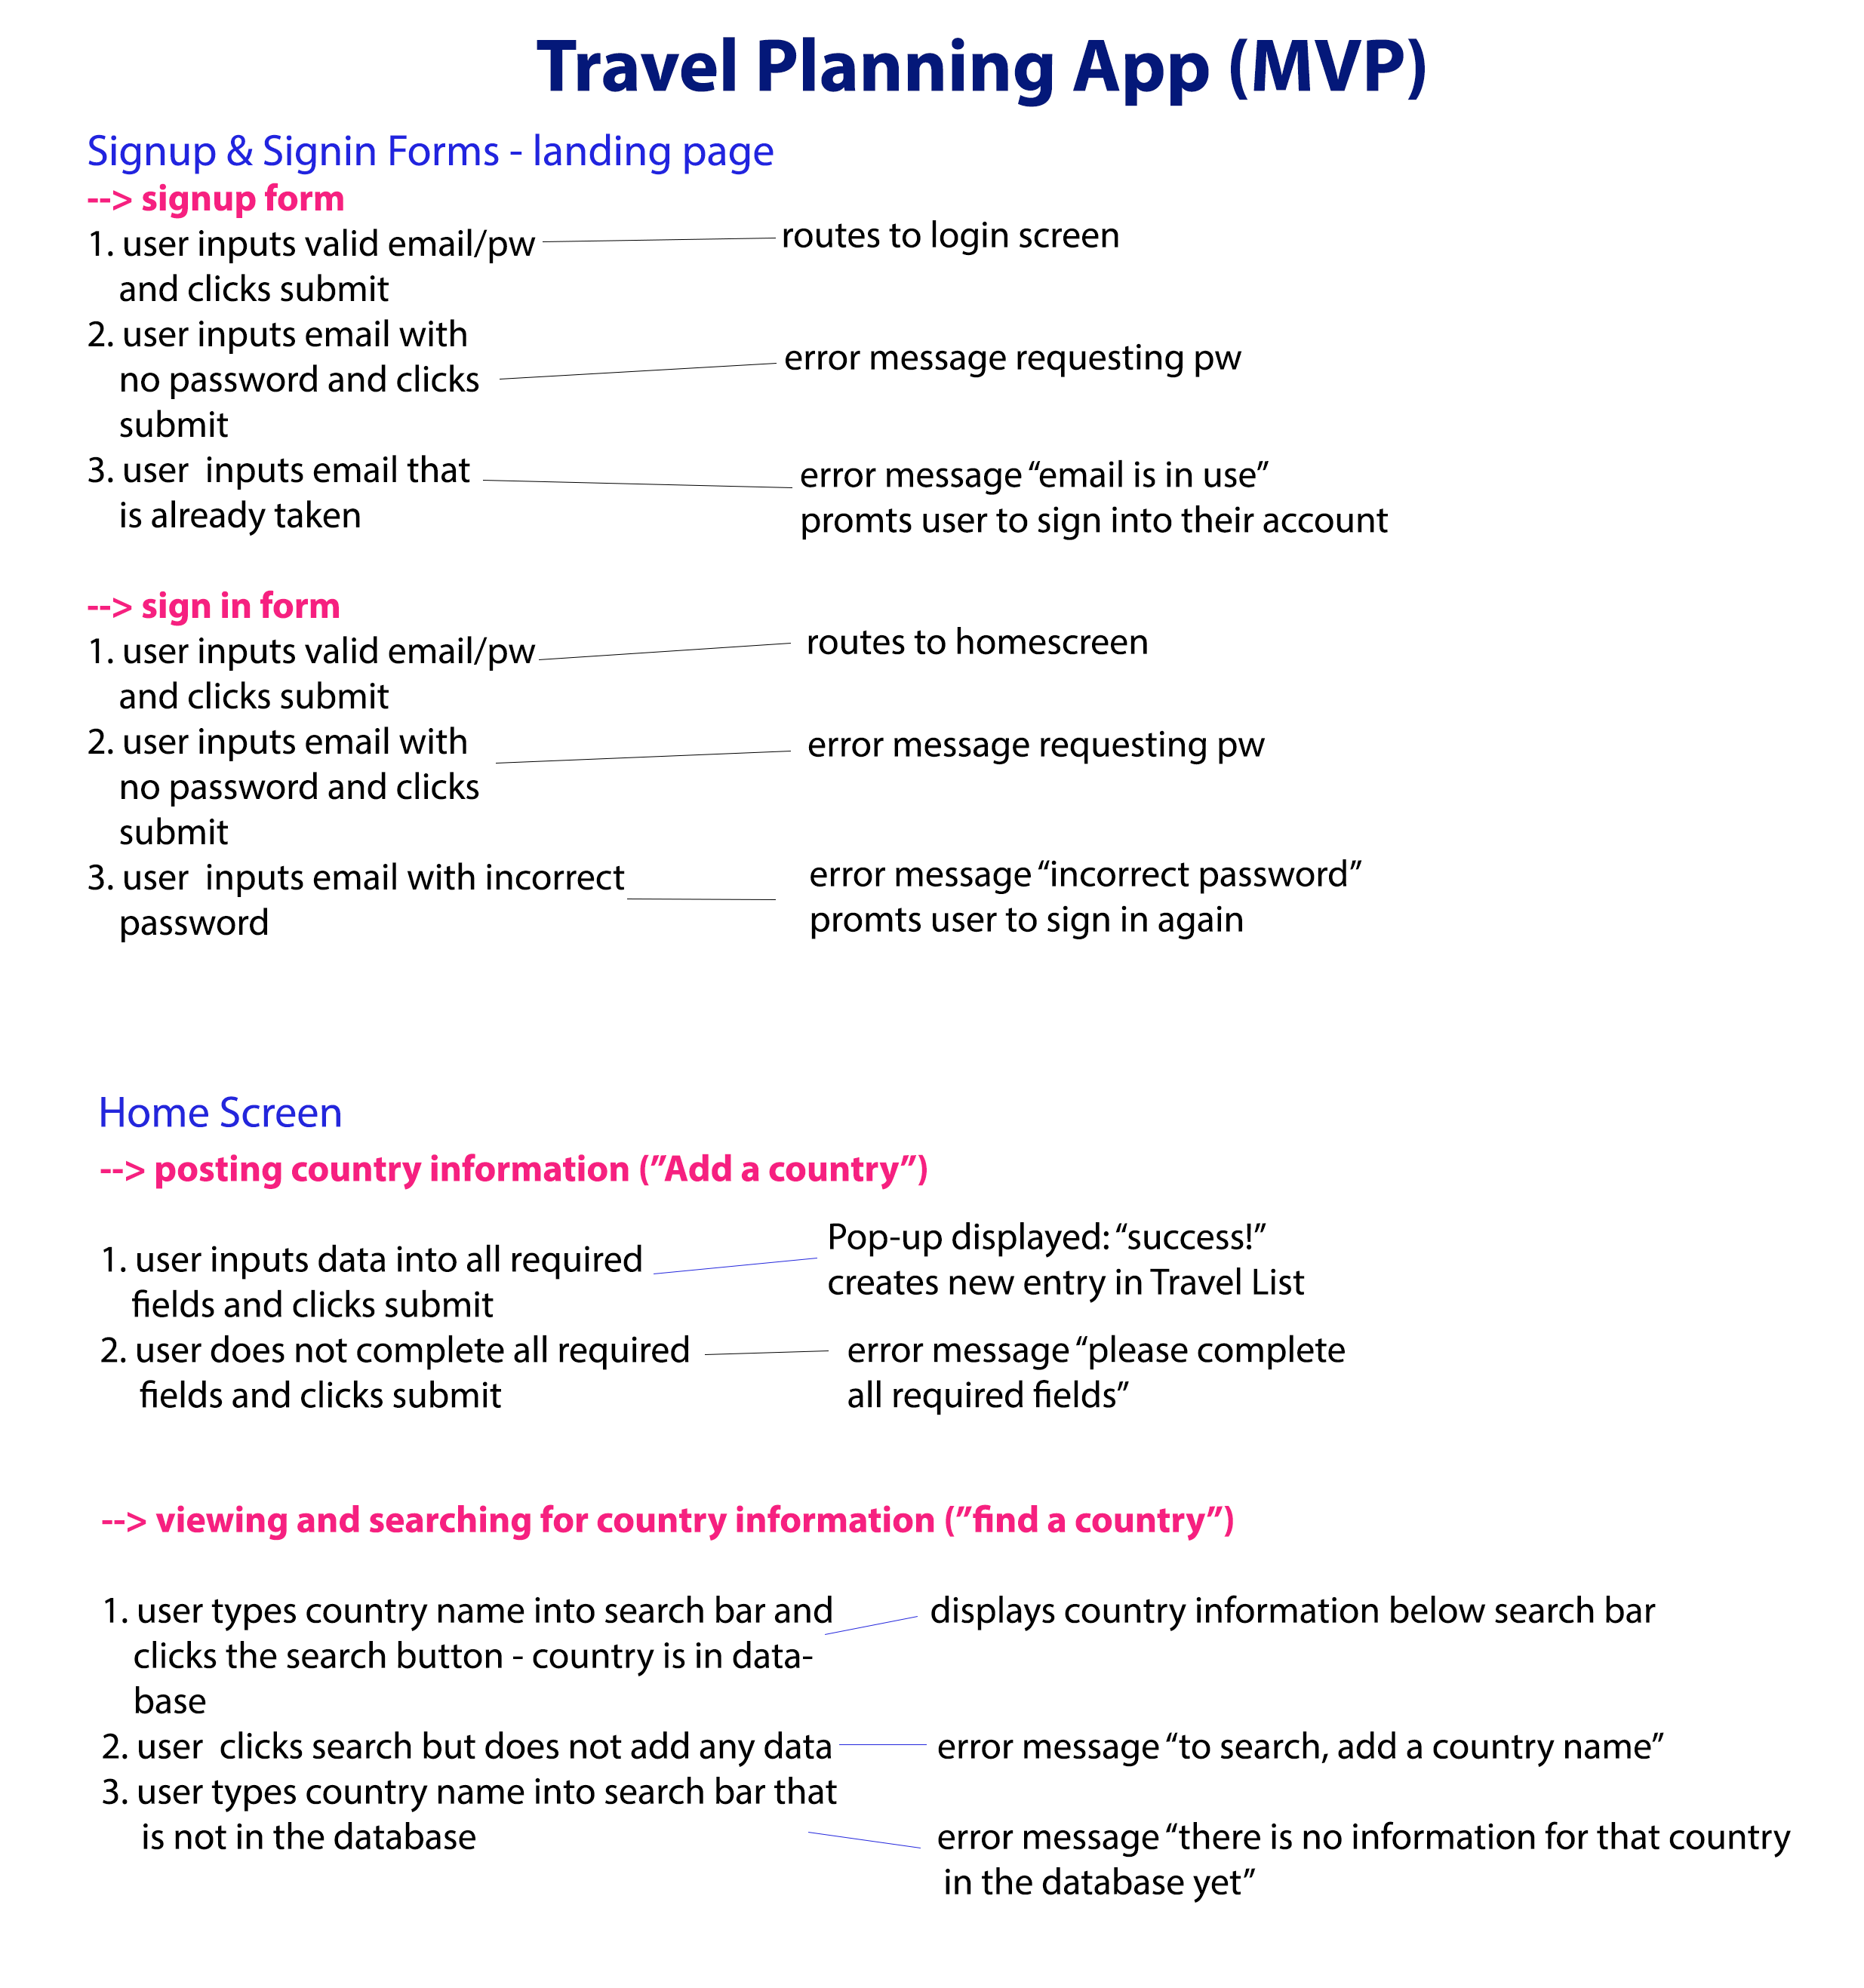 Travel Planning App (MVP)
Signup & Signin Forms - landing page
--> signup form
1. user inputs valid email/pw
and clicks submit
routes to login screen
2. user inputs email with
no password and clicks
submit
error message requesting pw
3. user  inputs email that
is already taken
error message “email is in use”
promts user to sign into their account
--> sign in form
1. user inputs valid email/pw
and clicks submit
routes to homescreen
2. user inputs email with
no password and clicks
submit
error message requesting pw
3. user  inputs email with incorrect
password
error message “incorrect password”
promts user to sign in again
Home Screen
--> posting country information (”Add a country”)
1. user inputs data into all required
fields and clicks submit
Pop-up displayed: “success!”
creates new entry in Travel List
2. user does not complete all required
fields and clicks submit
error message “please complete
all required fields”
--> viewing and searching for country information (”find a country”)
1. user types country name into search bar and
clicks the search button - country is in data-
base
displays country information below search bar
2. user  clicks search but does not add any data
error message “to search, add a country name”
3. user types country name into search bar that
is not in the database
error message “there is no information for that country
in the database yet”